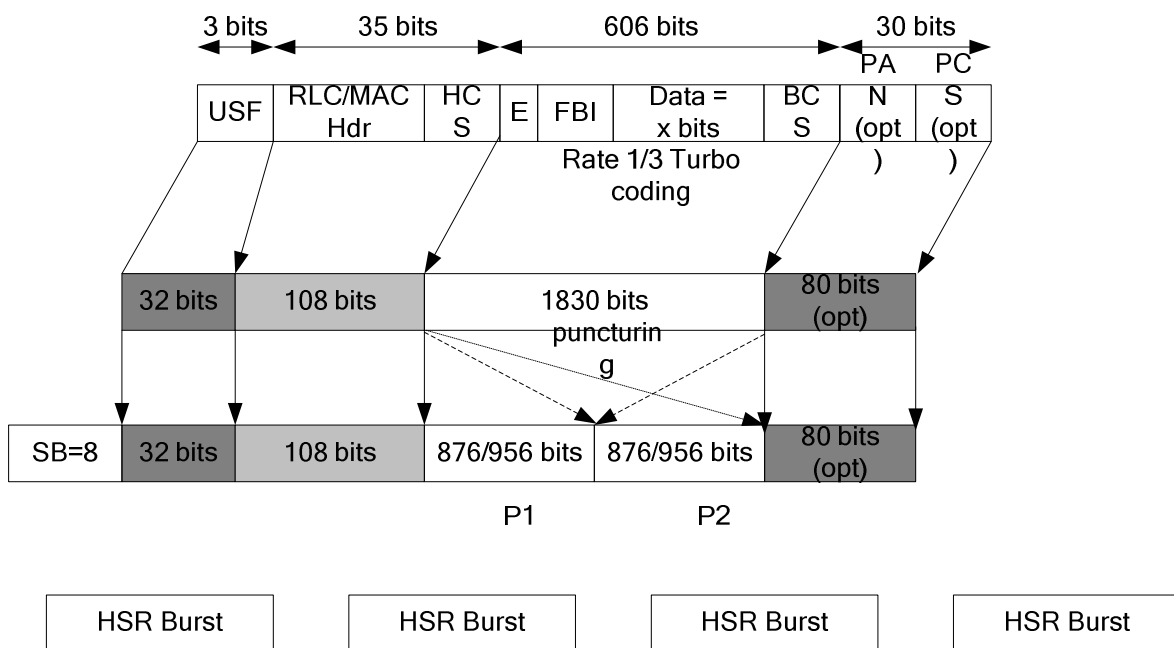 3 bits 35 bits 606 bits 30 bits
USF RLC/MAC Hdr HC S E FBI Data = x bits BC S PA N (opt ) PC S (opt )
Rate 1/3 Turbo
coding
32 bits 108 bits 1830 bits 80 bits (opt)
puncturin
g
SB=8 32 bits 108 bits 876/956 bits 876/956 bits 80 bits (opt)
P1 P2
HSR Burst HSR Burst HSR Burst HSR Burst